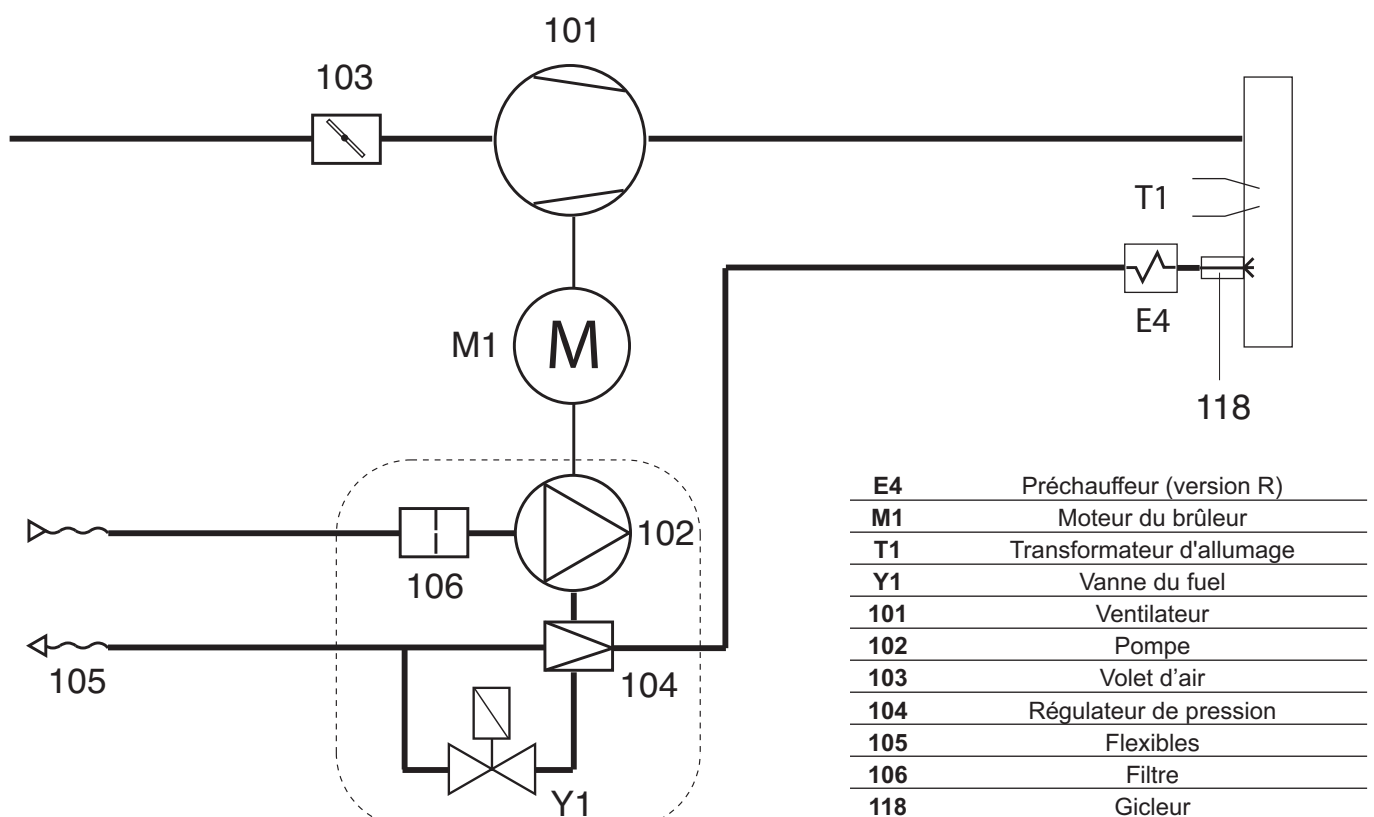 101
103
T1
E4
M1
M
118
102
106
105
104
Y1
E4 Préchauffeur (version R)
M1 Moteur du brûleur
T1 Transformateur d'allumage
Y1 Vanne du fuel
101 Ventilateur
102 Pompe
103 Volet d’air
104 Régulateur de pression
105 Flexibles
106 Filtre
118 Gicleur